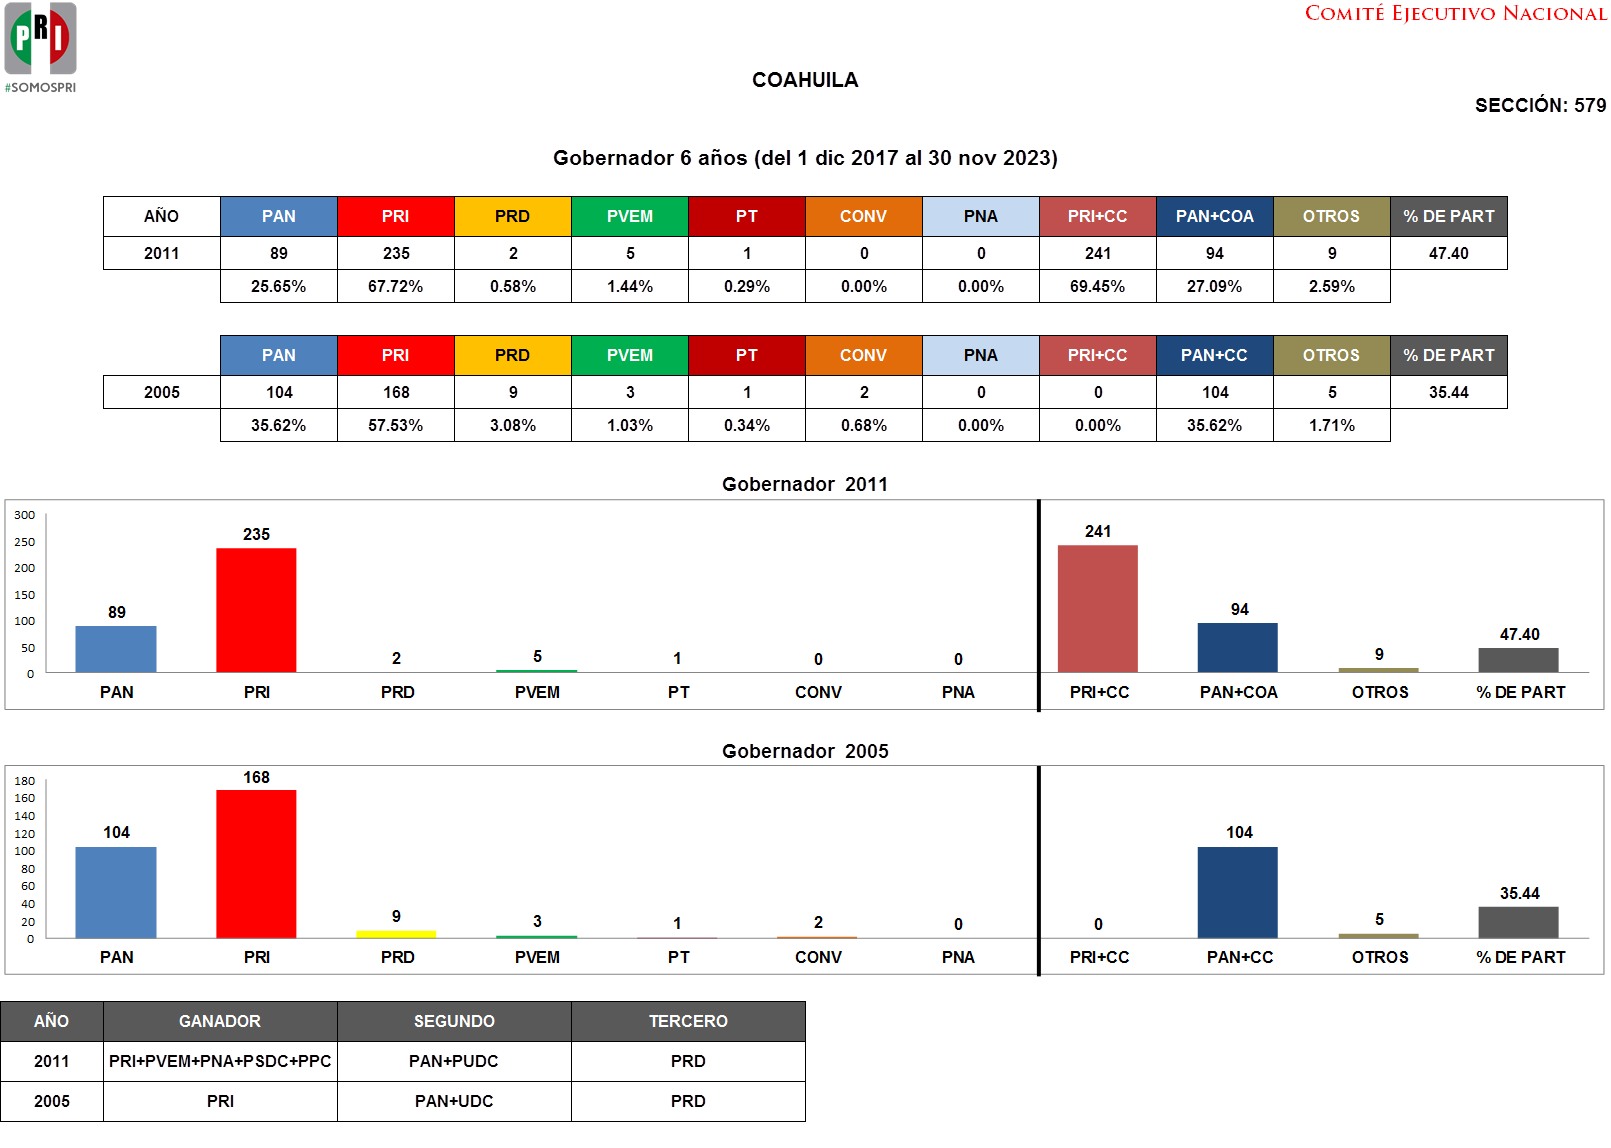 PRI
#SOMOSPRI
COMITÉ EJECUTIVO NACIONAL
COAHUILA
SECCIÓN: 579
Gobernador 6 años (del 1 dic 2017 al 30 nov 2023)
AÑO PAN PRI PRD PVEM PT CONV PNA PRI+CC PAN+COA OTROS % DE PART
2011 89 235 2 5 1 0 0 241 94 9 47.40
25.65% 67.72% 0.58% 1.44% 0.29% 0.00% 0.00% 69.45% 27.09% 2.59%
PAN PRI PRD PVEM PT CONV PNA PRI+CC PAN+CC OTROS % DE PART
2005 104 168 9 3 1 2 0 0 104 5 35.44
35.62% 57.53% 3.08% 1.03% 0.34% 0.68% 0.00% 0.00% 35.62% 1.71%
Gobernador 2011
300
250
200
150
100
50
0
89 235 2 5 1 0 0 241 94 9 47.40
PAN PRI PRD PVEM PT CONV PNA PRI+CC PAN+COA OTROS % DE PART
Gobernador 2005
180
160
140
120
100
80
60
40
20
0
104 168 9 3 1 2 0 0 104 5 35.44
PAN PRI PRD PVEM PT CONV PNA PRI+CC PAN+CC OTROS % DE PART
AÑO GANADOR SEGUNDO TERCERO
2011 PRI+PVEM+PNA+PSDC+PPC PAN+PUDC PRD
2005 PRI PAN+UDC PRD